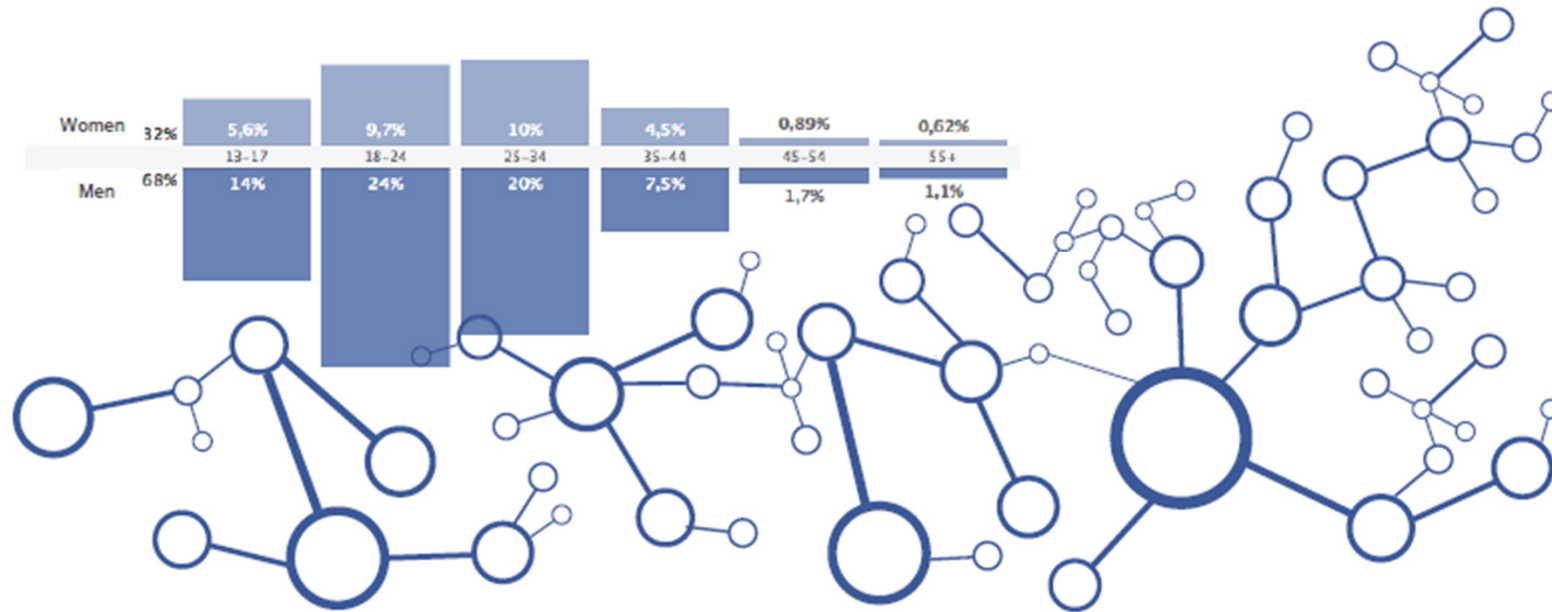 Women 32% 5,6% 9,7% 10% 4,5% 0,89% 0,62%
13-17 18-24 25-34 35-44 45-54 55+
Men 68% 14% 24% 20% 7,5% 1,7% 1,1%